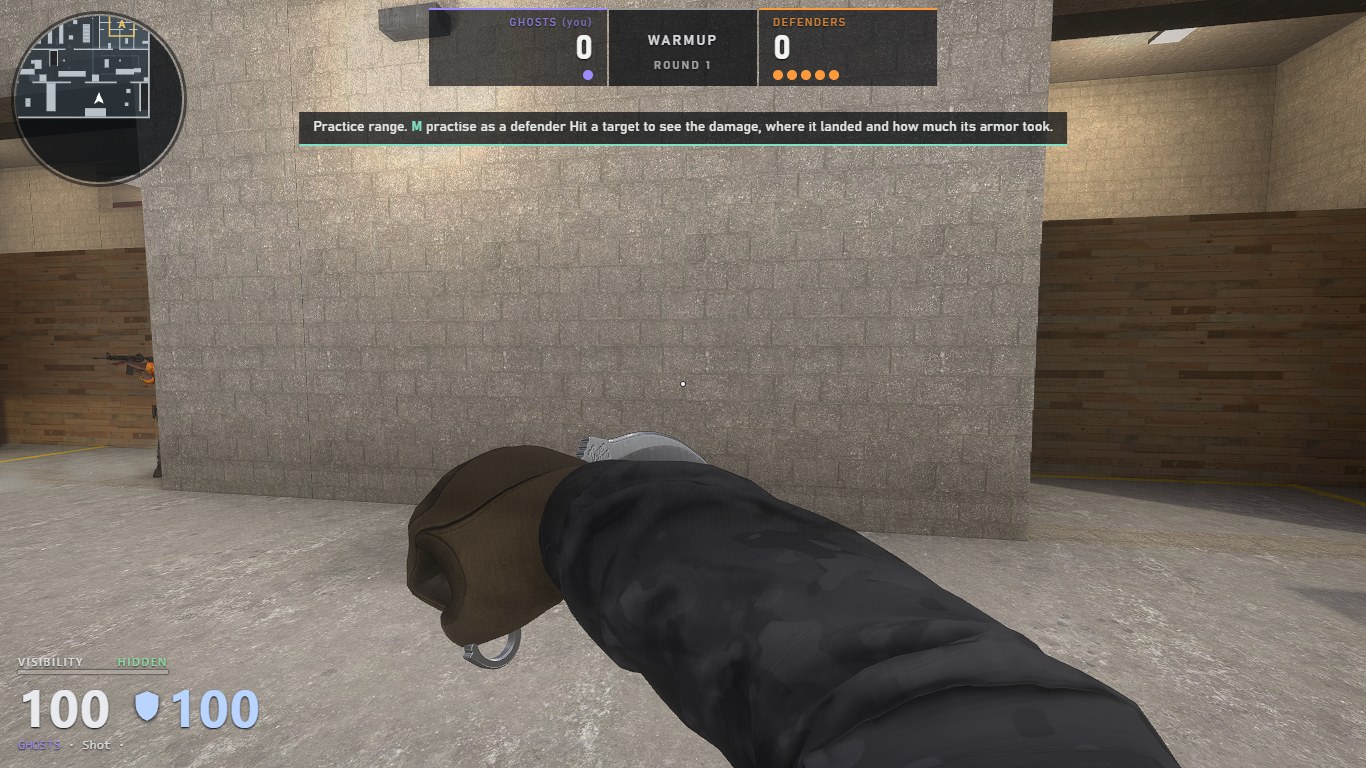 A
GHOSTS (you)
0
WARMUP
ROUND 1
DEFENDERS
0
Practice range. M practise as a defender Hit a target to see the damage, where it landed and how much its armor took.
VISIBILITY HIDDEN
100 100
GHOSTS · Shot ·